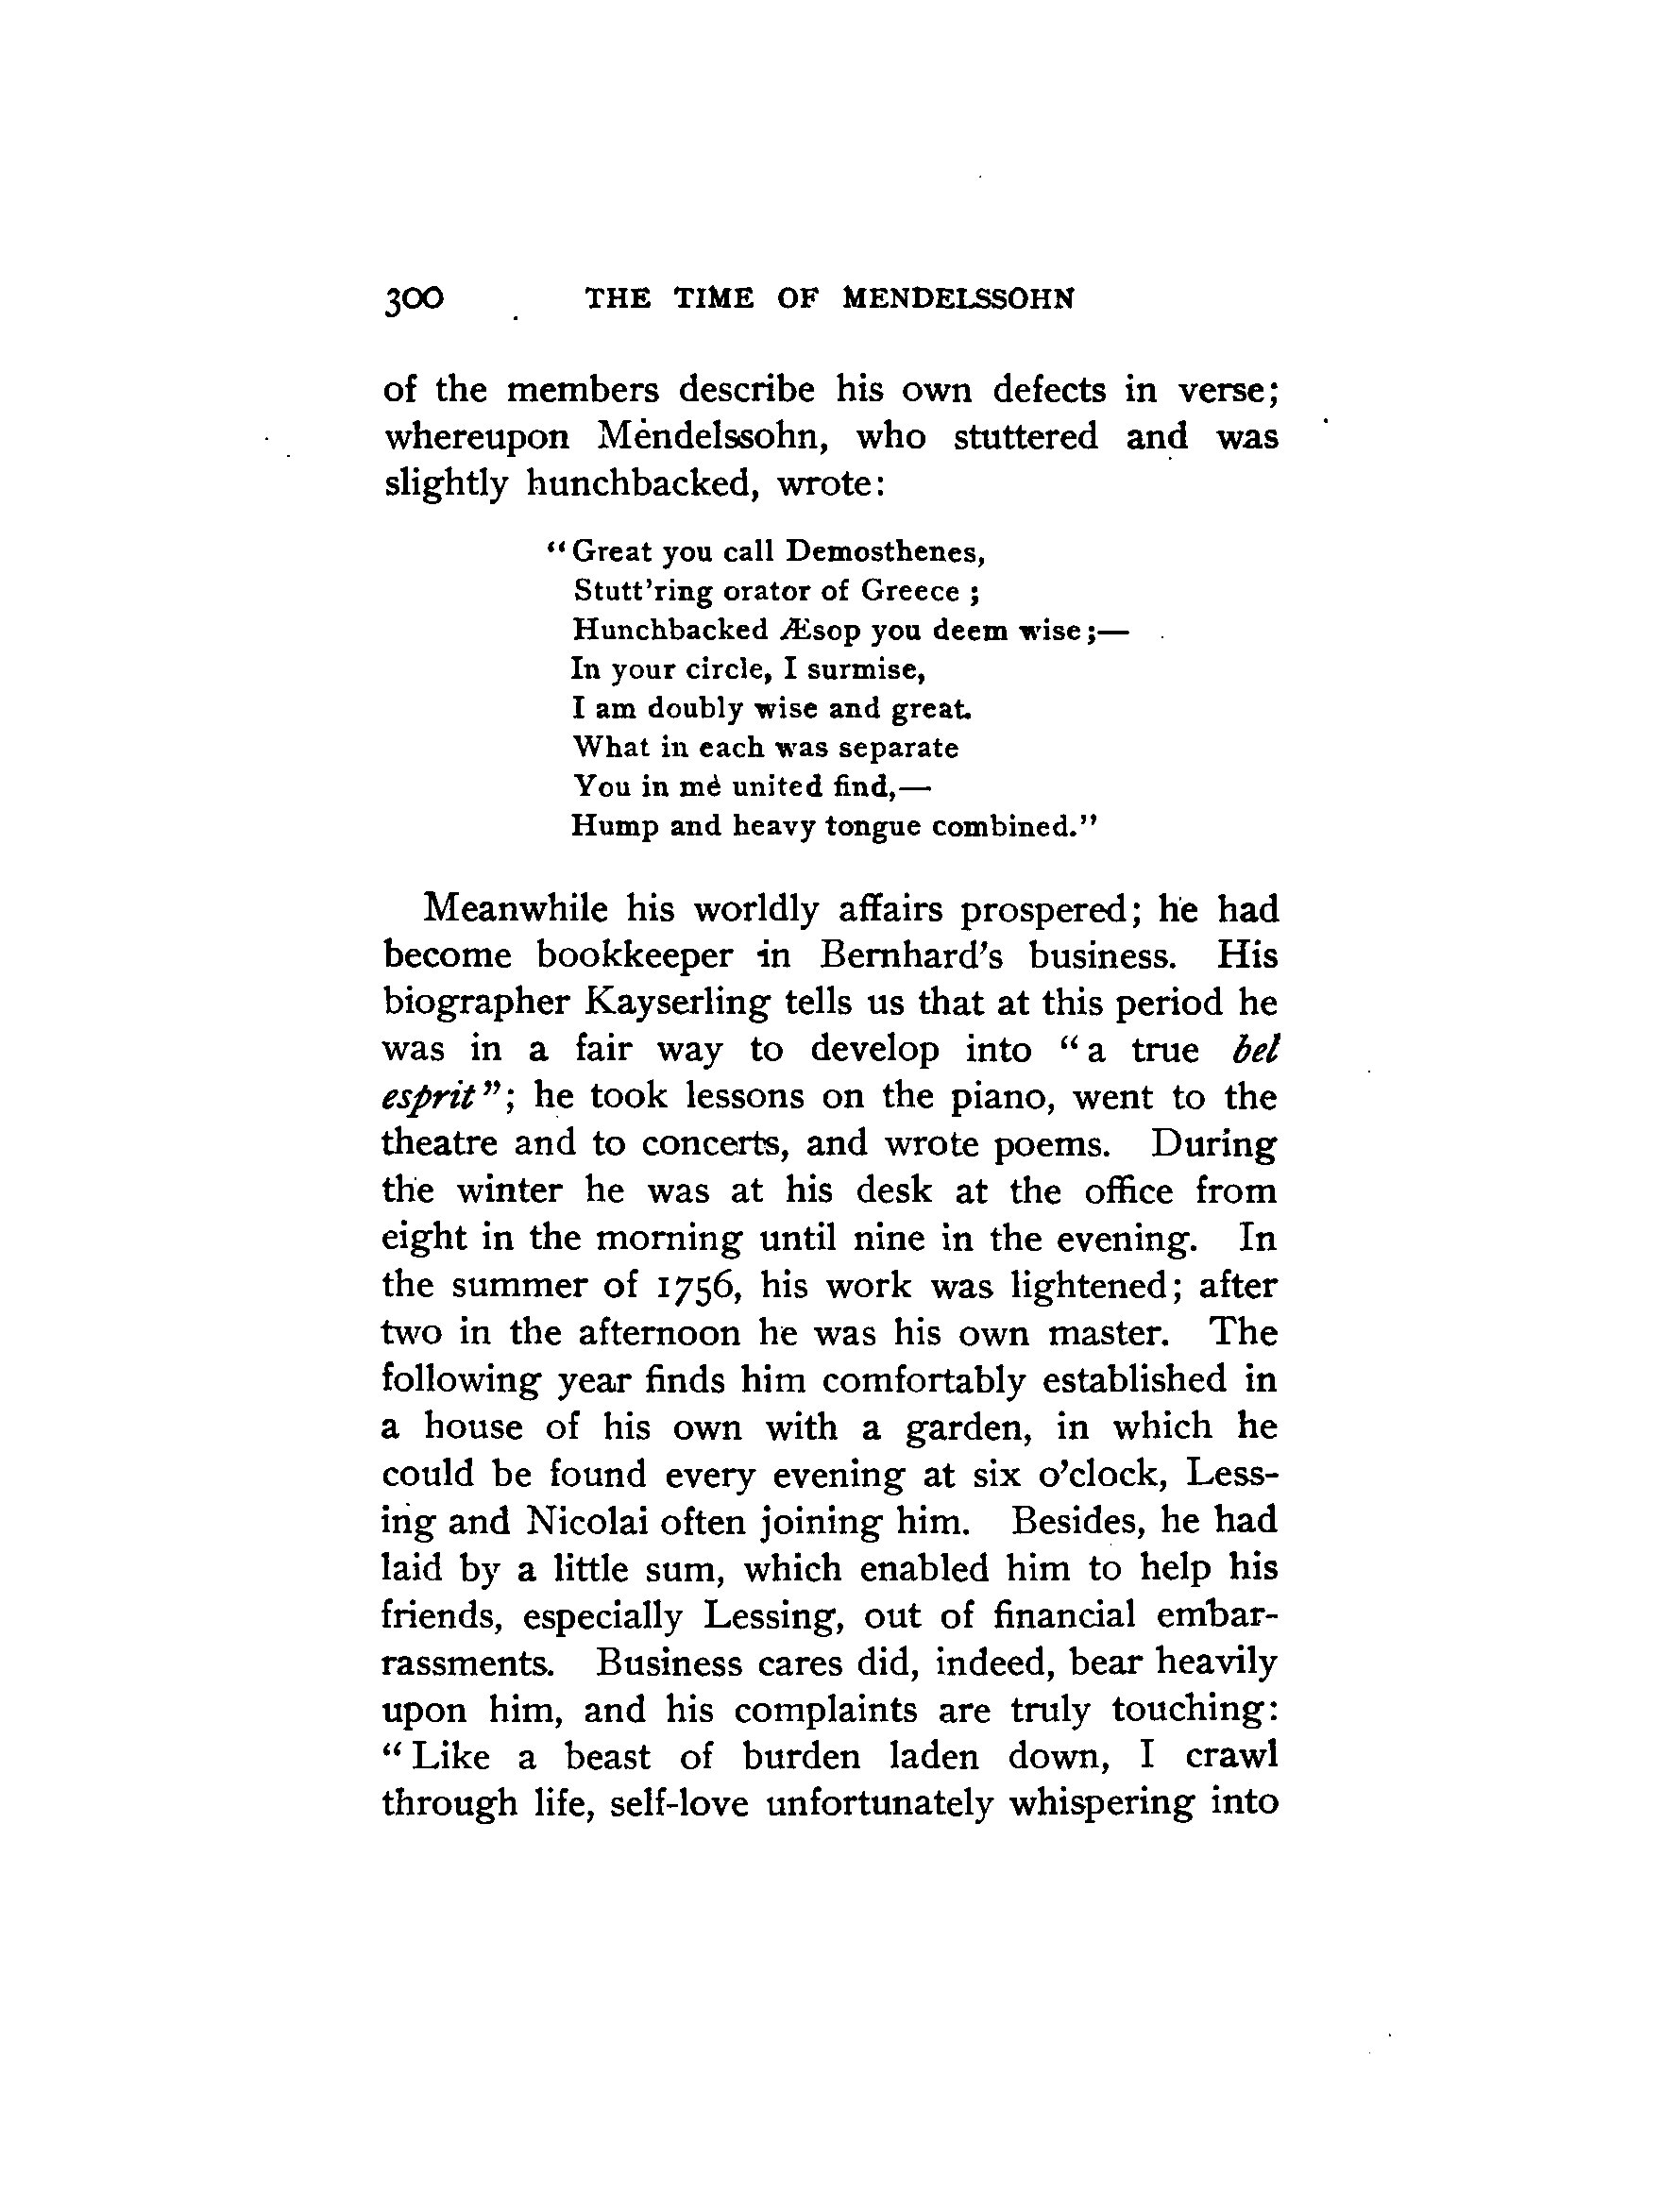 300 THE TIME OF MENDELSSOHN
of the members describe his own defects in verse;
whereupon Mendelssohn, who stuttered and was
slightly hunchbacked, wrote:
“Great you call Demosthenes,
Stutt’ring orator of Greece ;
Hunchbacked Æsop you deem wise;—
In your circle, I surmise,
I am doubly wise and great.
What in each was separate
You in me united find,—
Hump and heavy tongue combined.”
Meanwhile his worldly affairs prospered; he had
become bookkeeper in Bernhard’s business. His
biographer Kayserling tells us that at this period he
was in a fair way to develop into “a true bel
esprit”; he took lessons on the piano, went to the
theatre and to concerts, and wrote poems. During
the winter he was at his desk at the office from
eight in the morning until nine in the evening. In
the summer of 1756, his work was lightened; after
two in the afternoon he was his own master. The
following year finds him comfortably established in
a house of his own with a garden, in which he
could be found every evening at six o’clock, Less-
ing and Nicolai often joining him. Besides, he had
laid by a little sum, which enabled him to help his
friends, especially Lessing, out of financial embar-
rassments. Business cares did, indeed, bear heavily
upon him, and his complaints are truly touching:
“Like a beast of burden laden down, I crawl
through life, self-love unfortunately whispering into